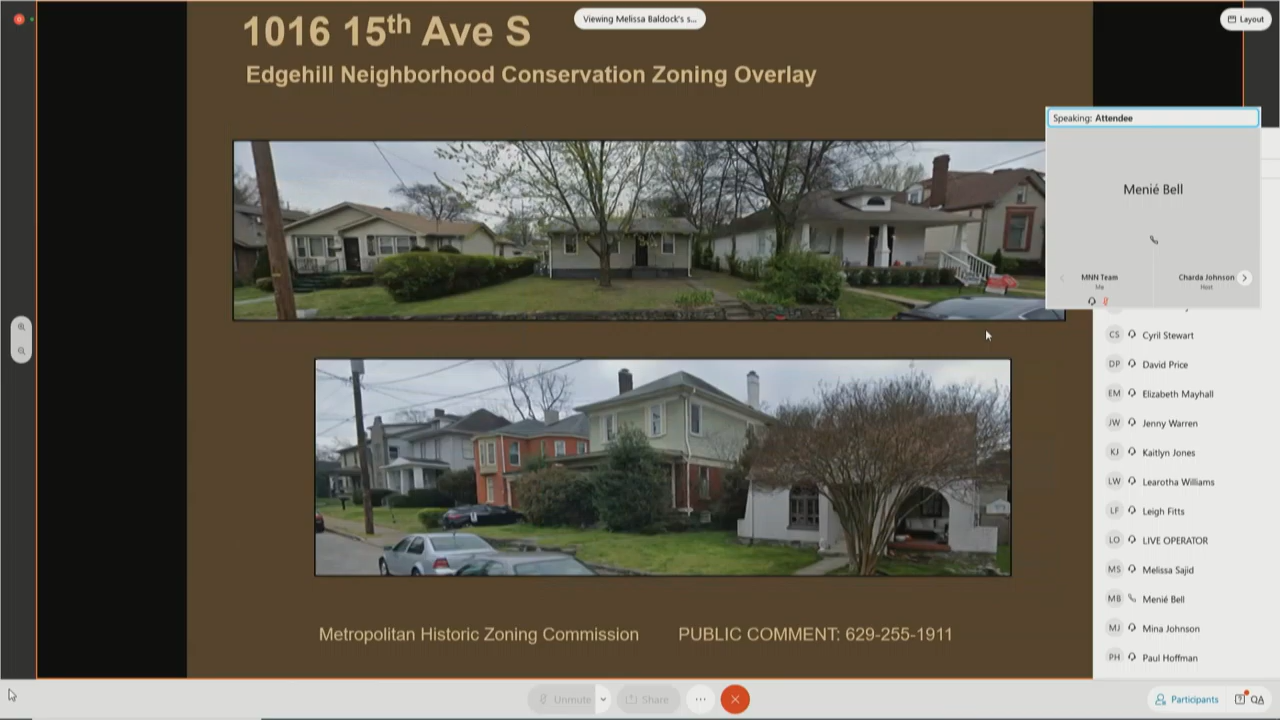 1016 15th Ave S
Edgehill Neighborhood Conservation Zoning Overlay
Viewing Melissa Baldock's s...
Layout
Speaking: Attendee
Menié Bell
MNN Team
Me
Charda Johnson
Host
CS Cyril Stewart
DP David Price
EM Elizabeth Mayhall
JW Jenny Warren
KJ Kaitlyn Jones
LW Learotha Williams
LF Leigh Fitts
LO LIVE OPERATOR
MS Melissa Sajid
MB Menié Bell
MJ Mina Johnson
PH Paul Hoffman
Metropolitan Historic Zoning Commission PUBLIC COMMENT: 629-255-1911
Unmute
Share
Participants
QA